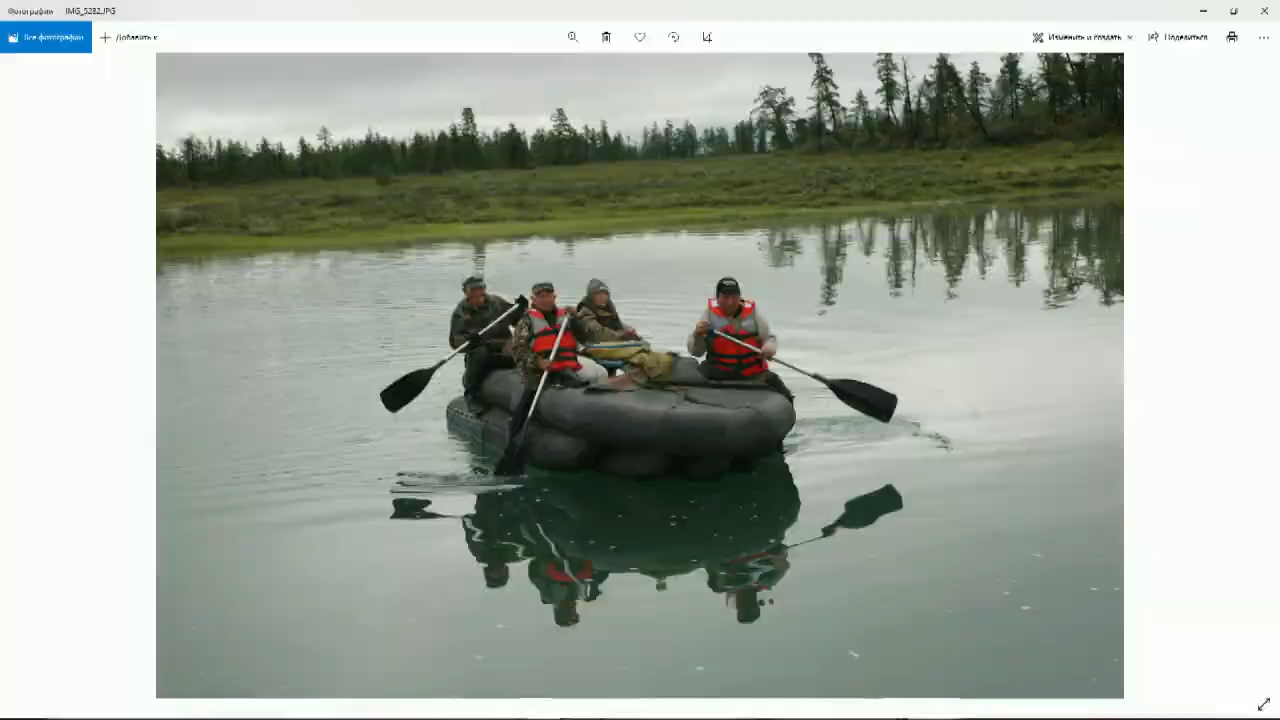 Фотографии IMG_5282.JPG
Все фотографии
Добавить к
Изменить и создать
Поделиться